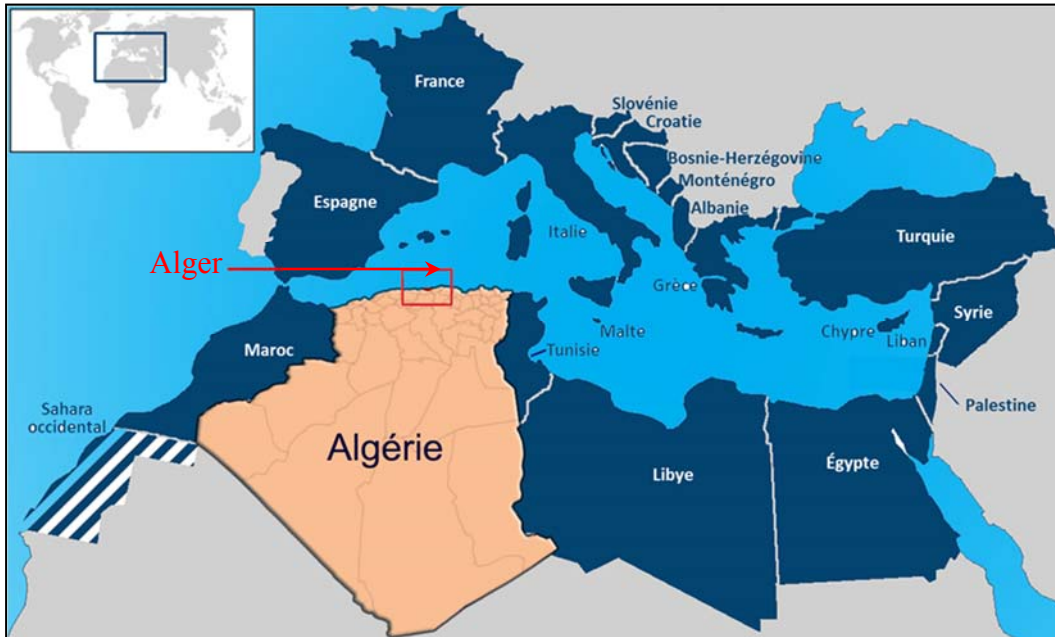 France
Slovénie
Croatie
Bosnie-Herzégovine
Monténégro
Albanie
Espagne
Italie
Turquie
Alger
Grèce
Syrie
Malte
Chypre
Liban
Maroc
Tunisie
Palestine
Sahara
occidental
Algérie
Libye
Égypte